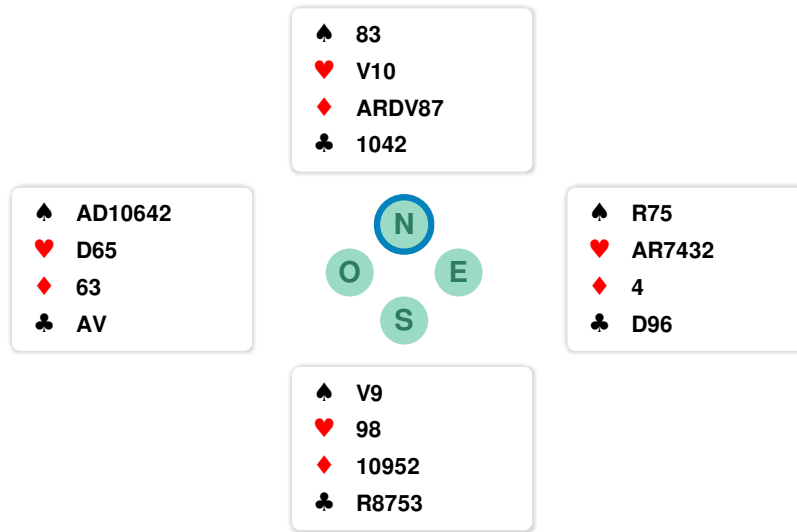 ♠ 83
♥ V10
♦ ARDV87
♣ 1042
♠ AD10642
♥ D65
♦ 63
♣ AV
N
O
E
S
♠ R75
♥ AR7432
♦ 4
♣ D96
♠ V9
♥ 98
♦ 10952
♣ R8753